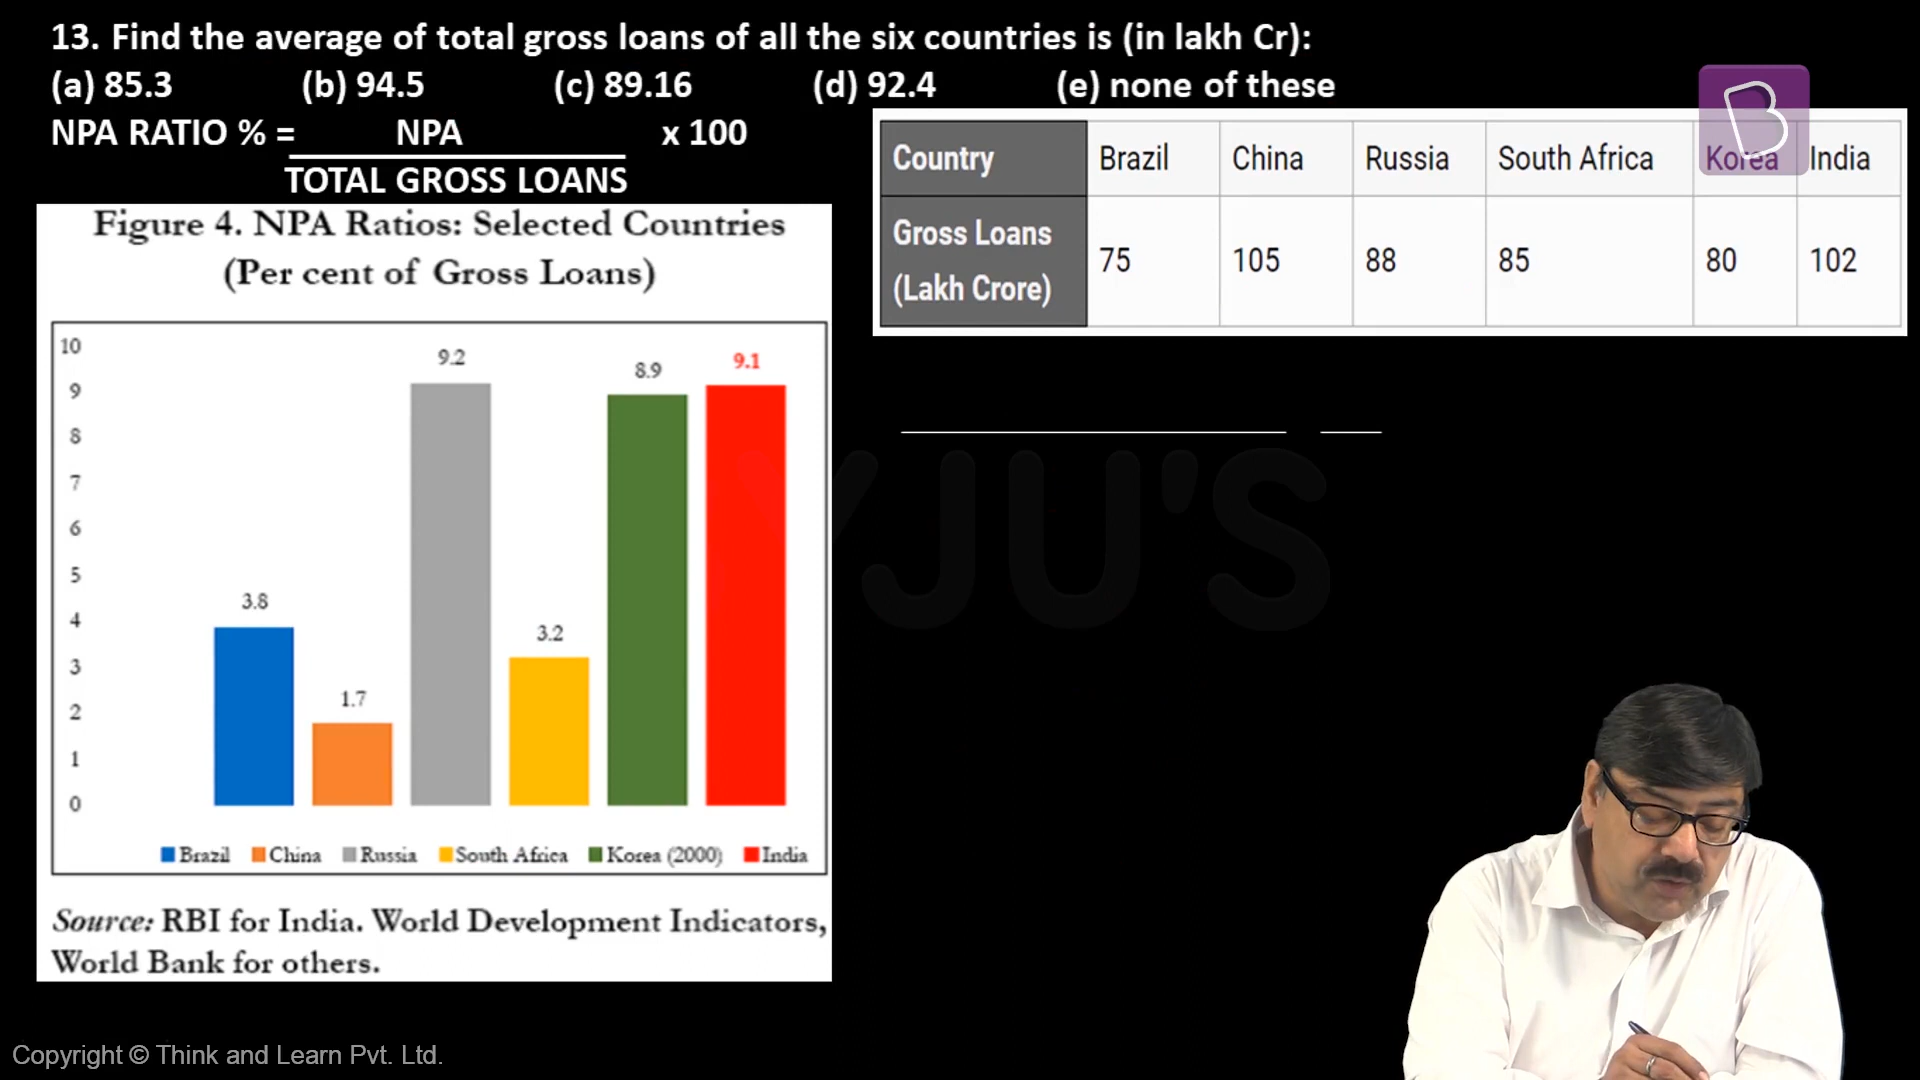 13. Find the average of total gross loans of all the six countries is (in lakh Cr):
(a) 85.3 (b) 94.5 (c) 89.16 (d) 92.4 (e) none of these
NPA RATIO % = NPA x 100
TOTAL GROSS LOANS
Country Brazil China Russia South Africa Korea India
Gross Loans
(Lakh Crore) 75 105 88 85 80 102
Figure 4. NPA Ratios: Selected Countries
(Per cent of Gross Loans)
10
9
8
7
6
5
4
3
2
1
0
3.8
1.7
9.2
3.2
8.9
9.1
Brazil China Russia South Africa Korea (2000) India
Source: RBI for India. World Development Indicators,
World Bank for others.
B
YJU'S
Copyright © Think and Learn Pvt. Ltd.